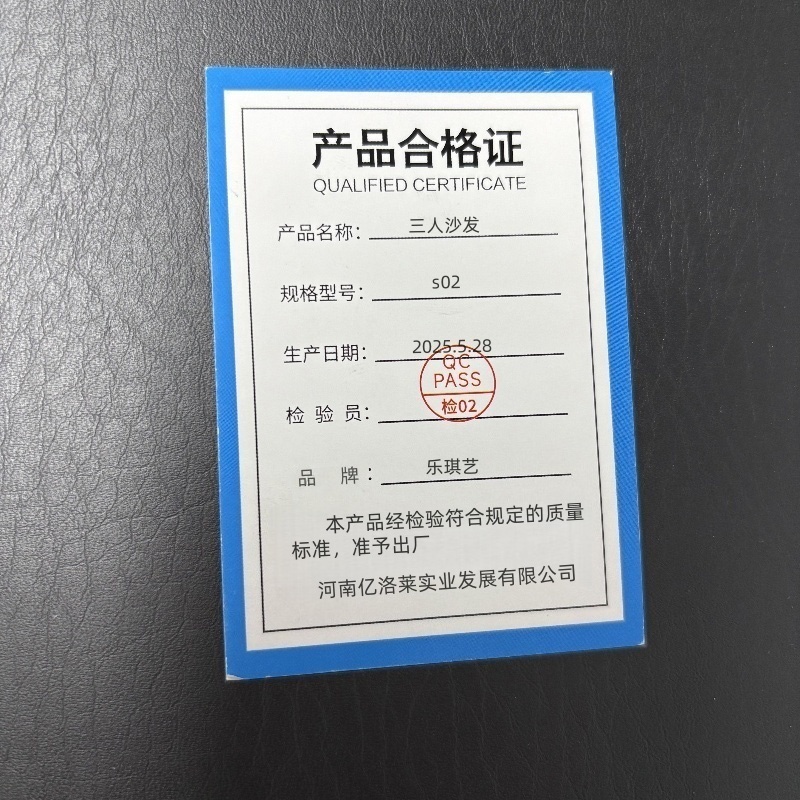 产品合格证
QUALIFIED CERTIFICATE
产品名称： 三人沙发
规格型号： s02
生产日期： 2025.5.28
QC
PASS
检验员： 检02
品牌： 乐琪艺
本产品经检验符合规定的质量
标准，准予出厂
河南亿洛莱实业发展有限公司